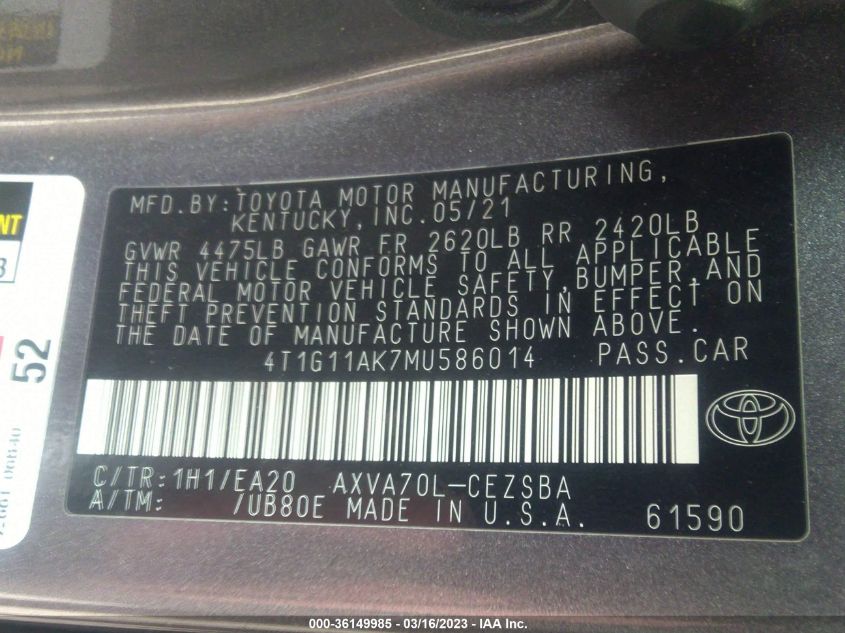 MFD.BY:TOYOTA MOTOR MANUFACTURING,
KENTUCKY,INC.05/21
GVWR 4475LB GAWR FR 2620LB RR 2420LB
THIS VEHICLE CONFORMS TO ALL APPLICABLE
FEDERAL MOTOR VEHICLE SAFETY,BUMPER,AND
THEFT PREVENTION STANDARDS IN EFFECT ON
THE DATE OF MANUFACTURE SHOWN ABOVE.
4T1G11AK7MU586014 PASS.CAR
C/TR:1H1/EA20 AXVA70L-CEZSBA
A/TM: /UB80E MADE IN U.S.A. 61590
52
000-36149985 - 03/16/2023 - IAA Inc.